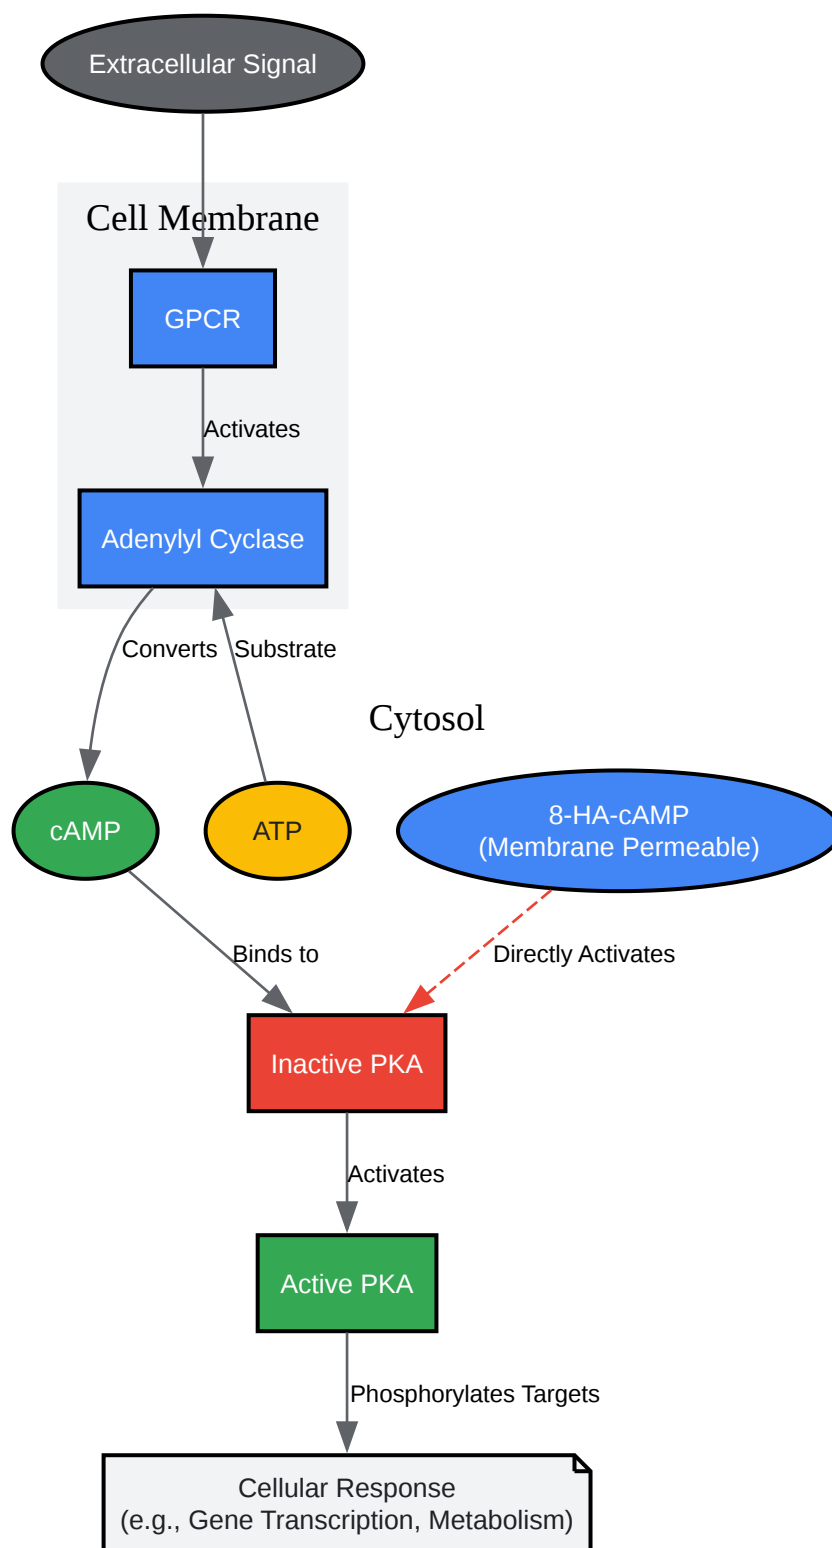 Extracellular Signal
Cell Membrane
GPCR
Activates
Adenylyl Cyclase
Converts
Substrate
Cytosol
cAMP
ATP
8-HA-cAMP
(Membrane Permeable)
Binds to
Directly Activates
Inactive PKA
Activates
Active PKA
Phosphorylates Targets
Cellular Response
(e.g., Gene Transcription, Metabolism)